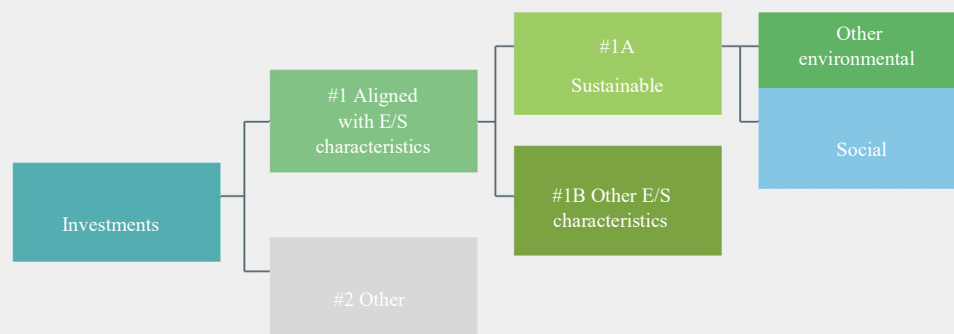 Investments
#1 Aligned
with E/S
characteristics
#2 Other
#1A
Sustainable
#1B Other E/S
characteristics
Other
environmental
Social